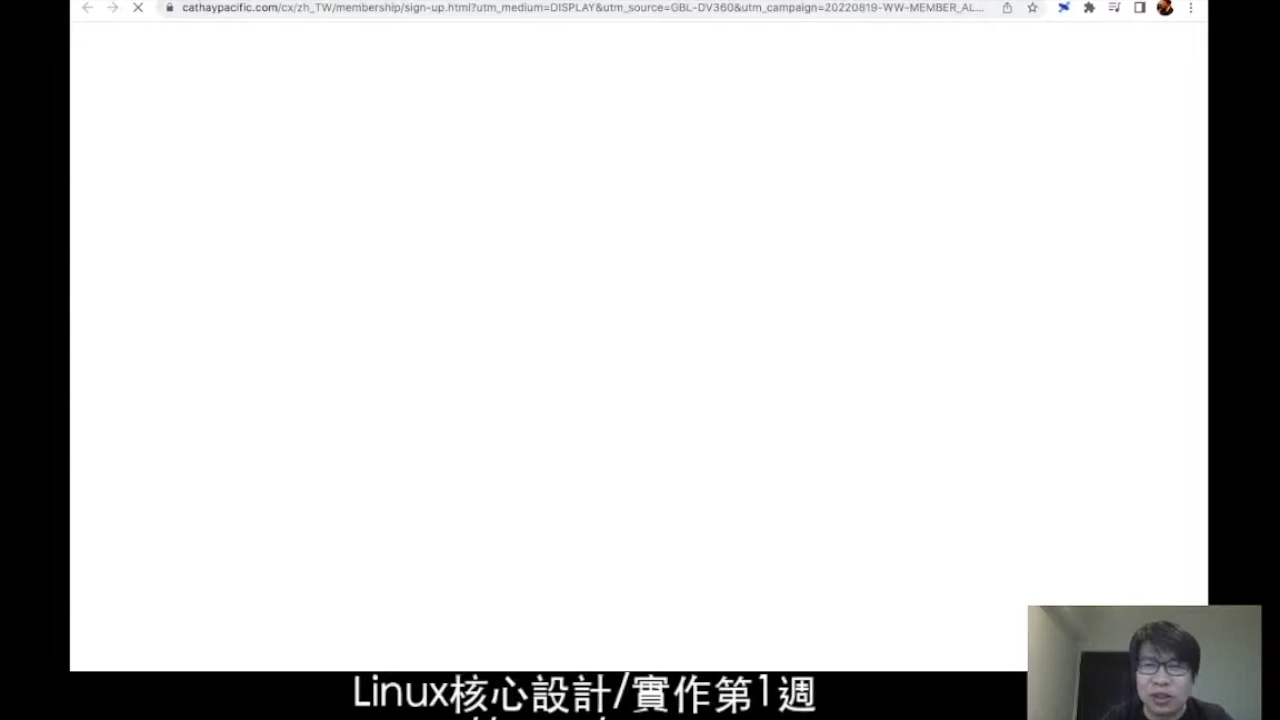 cathaypacific.com/cx/zh_TW/membership/sign-up.html?utm_medium=DISPLAY&utm_source=GBL-DV360&utm_campaign=20220819-WW-MEMBER_AL...
Linux核心設計/實作第1週